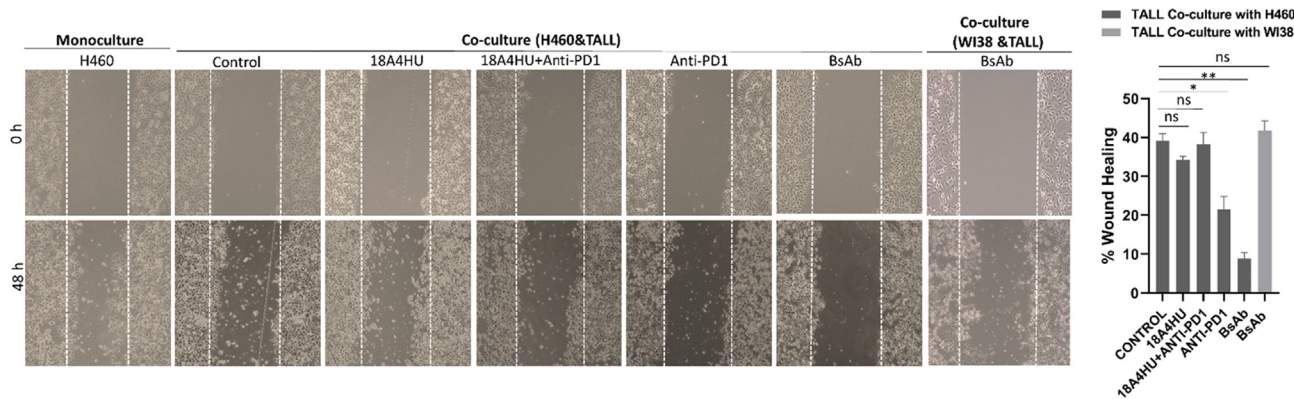 Monoculture
Co-culture (H460&TALL)
Co-culture
(WI38 &TALL)
H460
Control
18A4HU
18A4HU+Anti-PD1
Anti-PD1
BsAb
BsAb
0 h
48 h
TALL Co-culture with H460
TALL Co-culture with WI38
ns
**
*
ns
ns
% Wound Healing
50
40
30
20
10
0
CONTROL
18A4HU
18A4HU+ANTI-PD1
ANTI-PD1
BsAb
BsAb